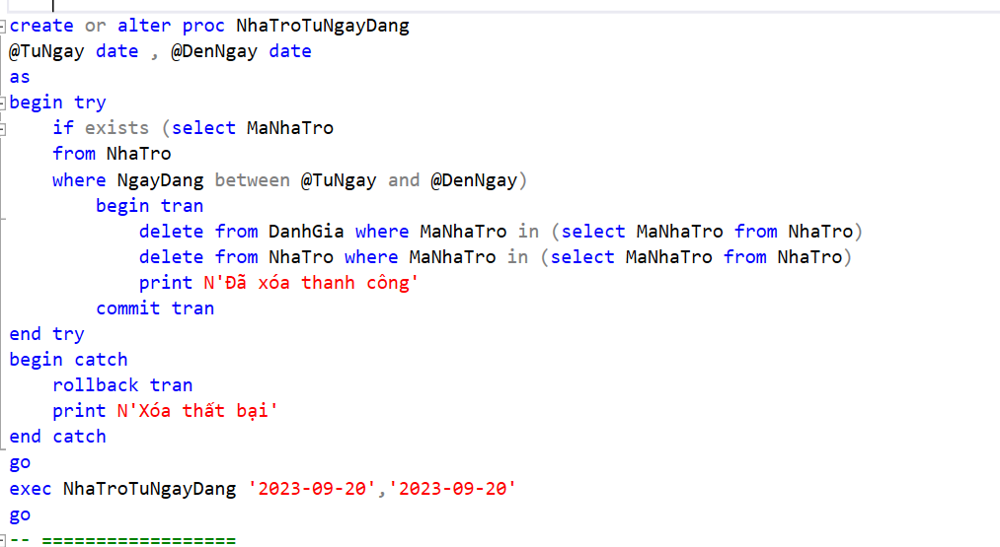 create or alter proc NhaTroTuNgayDang
@TuNgay date , @DenNgay date
as
begin try
    if exists (select MaNhaTro
    from NhaTro
    where NgayDang between @TuNgay and @DenNgay)
        begin tran
            delete from DanhGia where MaNhaTro in (select MaNhaTro from NhaTro)
            delete from NhaTro where MaNhaTro in (select MaNhaTro from NhaTro)
            print N'Đã xóa thanh công'
        commit tran
end try
begin catch
    rollback tran
    print N'Xóa thất bại'
end catch
go
exec NhaTroTuNgayDang '2023-09-20','2023-09-20'
go
-- ==================